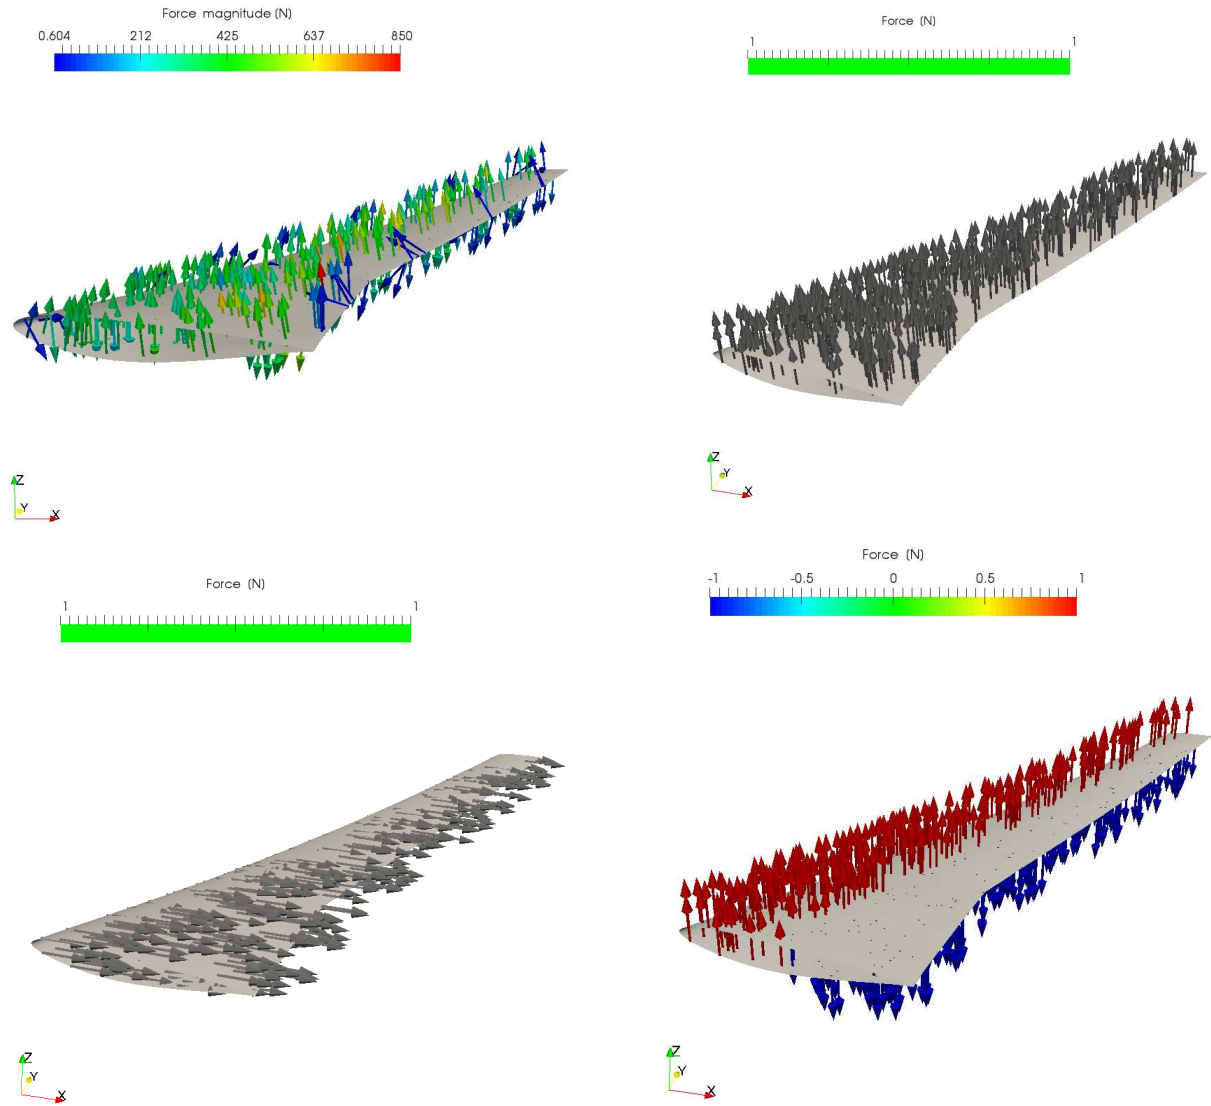 Force magnitude (N)
0.604 212 425 637 850
Z
Y
X
Force (N)
1 1
Z
Y
X
Force (N)
1 1
Z
Y
X
Force (N)
-1 -0.5 0 0.5 1
Z
Y
X